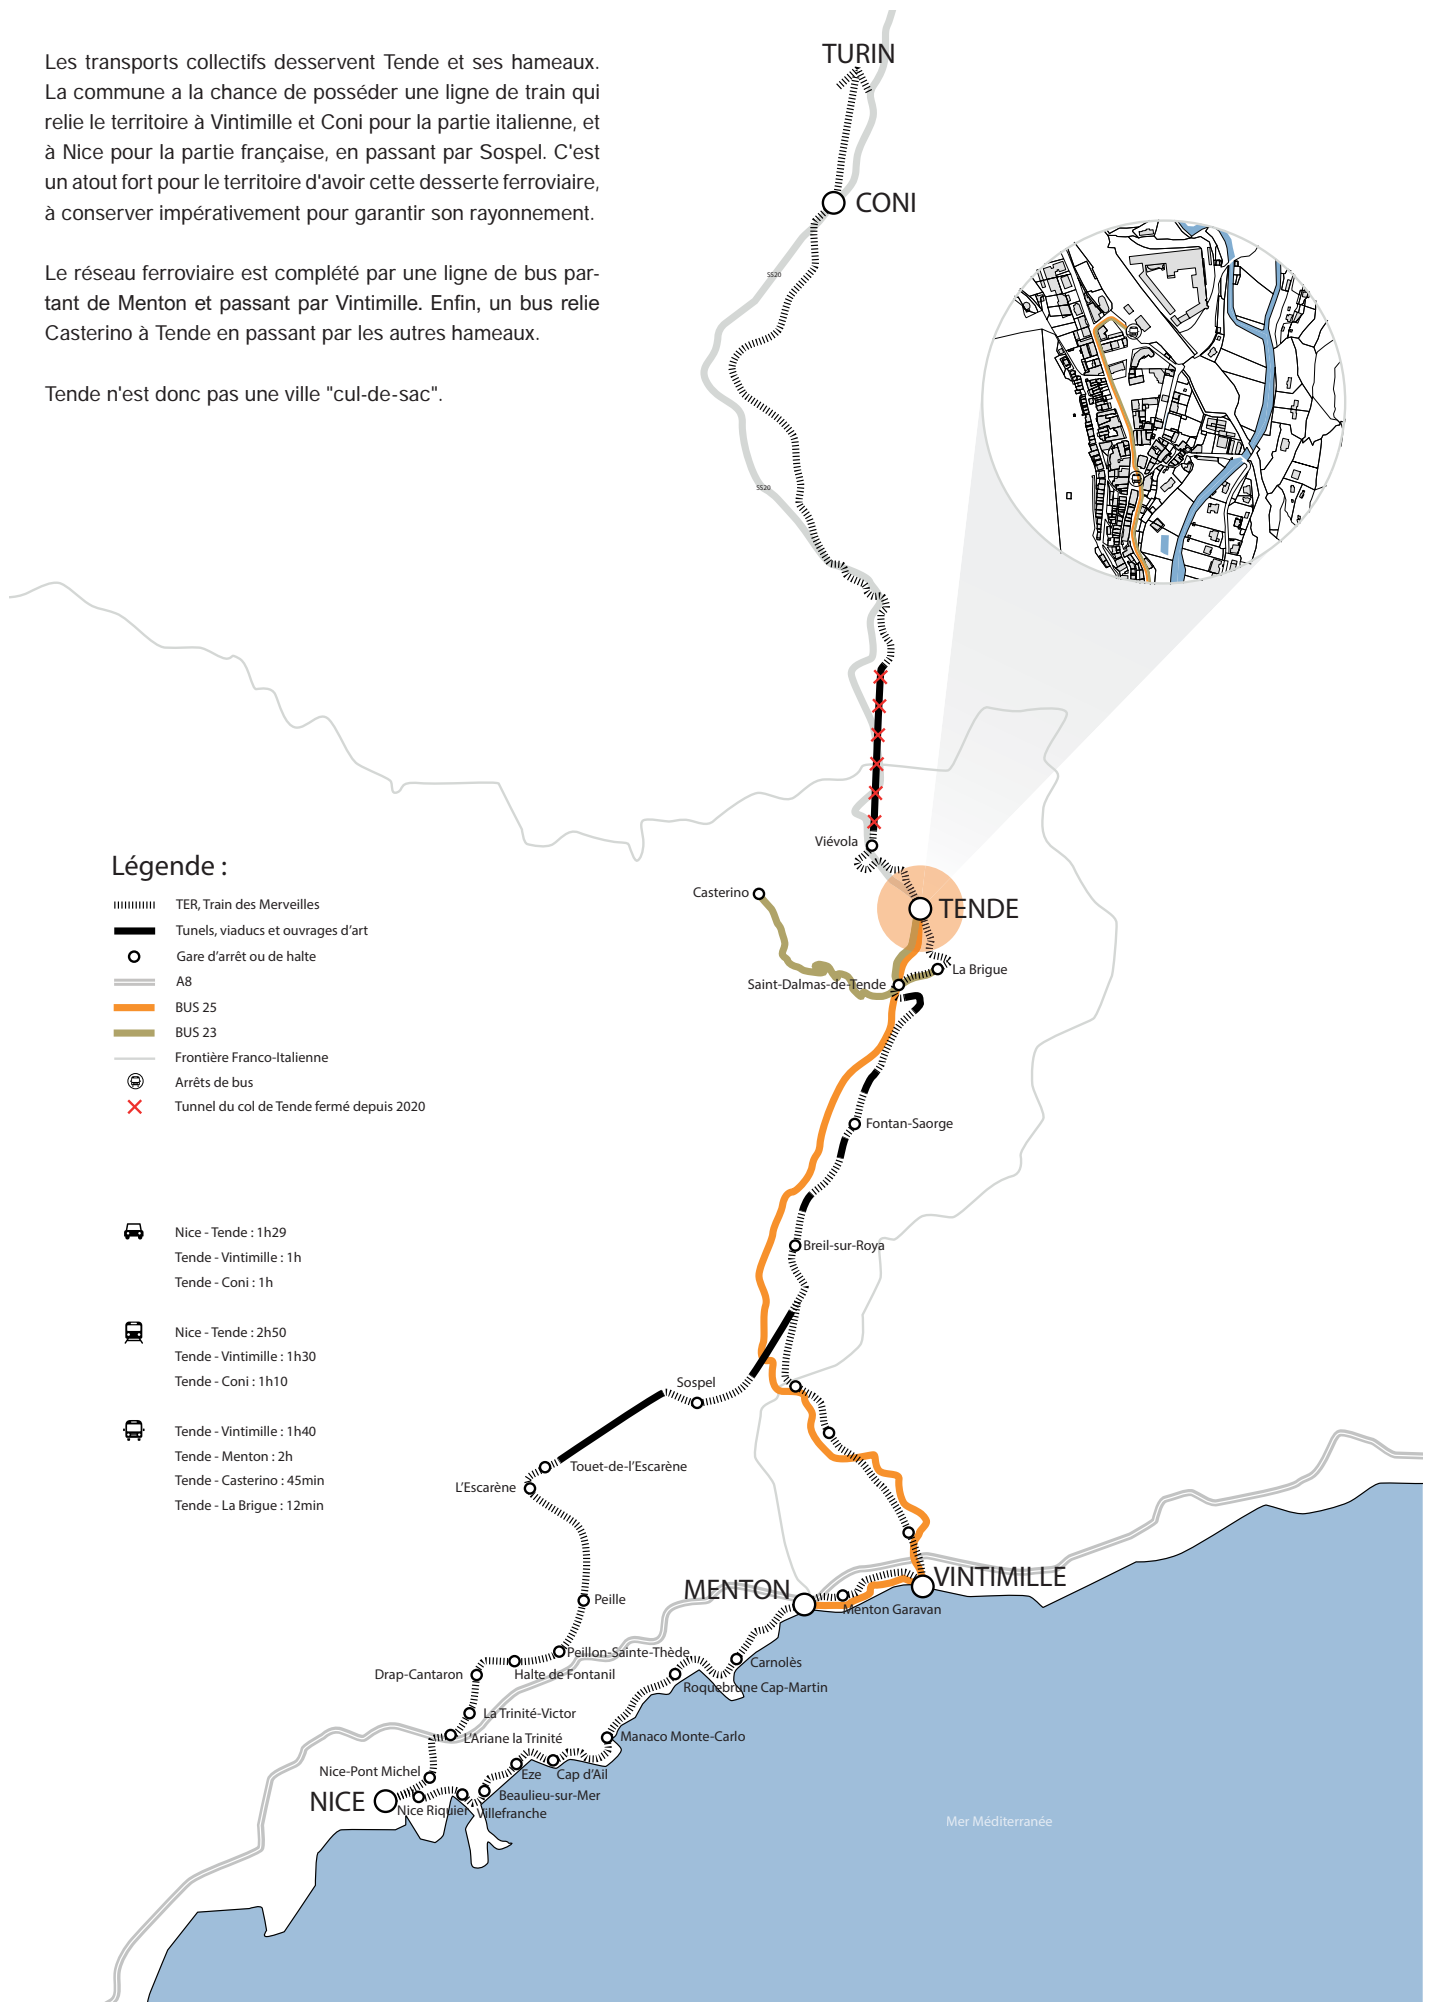 Les transports collectifs desservent Tende et ses hameaux.
La commune a la chance de posséder une ligne de train qui
relie le territoire à Vintimille et Coni pour la partie italienne, et
à Nice pour la partie française, en passant par Sospel. C'est
un atout fort pour le territoire d'avoir cette desserte ferroviaire,
à conserver impérativement pour garantir son rayonnement.
Le réseau ferroviaire est complété par une ligne de bus par-
tant de Menton et passant par Vintimille. Enfin, un bus relie
Casterino à Tende en passant par les autres hameaux.
Tende n'est donc pas une ville "cul-de-sac".
TURIN
CONI
SS20
SS20
Viévola
Casterino
TENDE
La Brigue
Saint-Dalmas-de-Tende
Fontan-Saorge
Breil-sur-Roya
Sospel
Touet-de-l'Escarène
L'Escarène
Peille
MENTON
VINTIMILLE
Menton Garavan
Peillon-Sainte-Thède
Carnolès
Drap-Cantaron
Halte de Fontanil
Roquebrune Cap-Martin
La Trinité-Victor
L'Ariane la Trinité
Manaco Monte-Carlo
Nice-Pont Michel
Eze
Cap d'Ail
NICE
Beaulieu-sur-Mer
Nice Riquier
Villefranche
Mer Méditerranée
Légende :
TER, Train des Merveilles
Tunels, viaducs et ouvrages d'art
Gare d'arrêt ou de halte
A8
BUS 25
BUS 23
Frontière Franco-Italienne
Arrêts de bus
Tunnel du col de Tende fermé depuis 2020
Nice - Tende : 1h29
Tende - Vintimille : 1h
Tende - Coni : 1h
Nice - Tende : 2h50
Tende - Vintimille : 1h30
Tende - Coni : 1h10
Tende - Vintimille : 1h40
Tende - Menton : 2h
Tende - Casterino : 45min
Tende - La Brigue : 12min